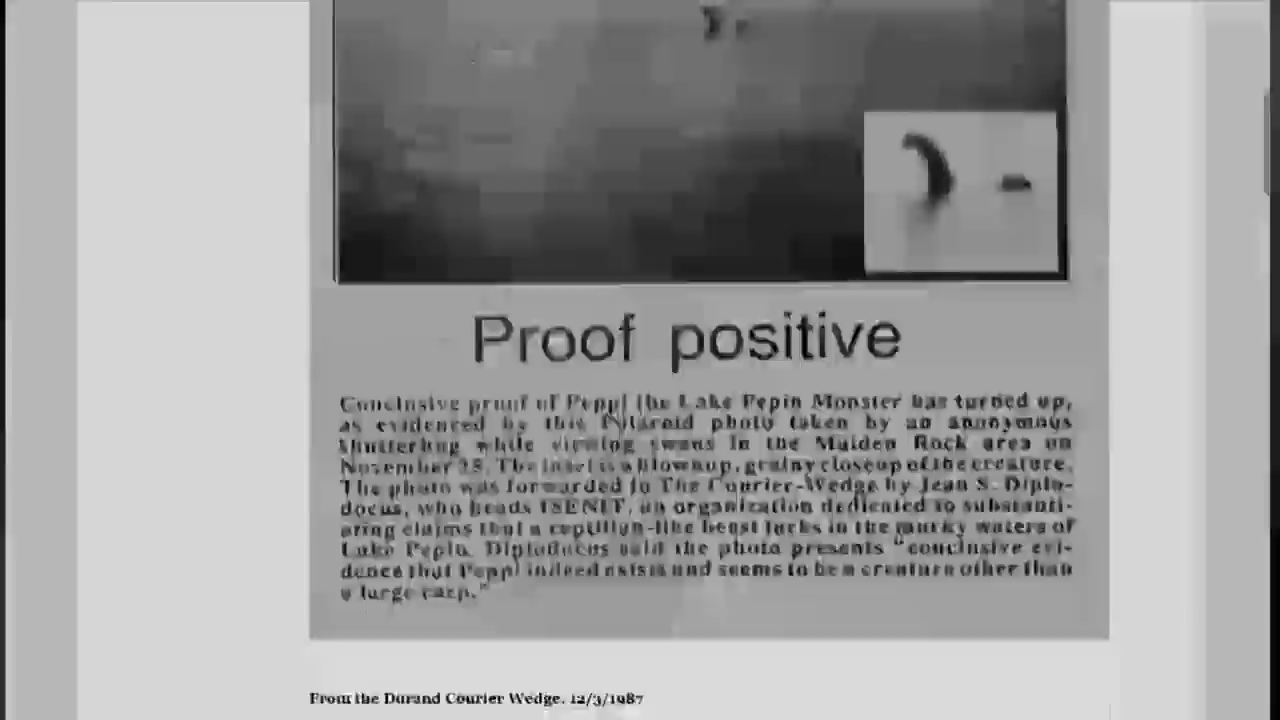 Proof positive
Conclusive proof of Peppi the Lake Pepin Monster has turned up,
as evidenced by this Polaroid photo taken by an anonymous
shutterbug while viewing swans in the Maiden Rock area on
November 25. The inset is a blownup, grainy closeup of the creature.
The photo was forwarded to The Courier-Wedge by Jean S. Diplo-
docus, who heads ISENIT, an organization dedicated to substanti-
ating claims that a reptilian-like beast lurks in the murky waters of
Lake Pepin. Diplodocus said the photo presents "conclusive evi-
dence that Peppi indeed exists and seems to be a creature other than
a large carp."
From the Durand Courier Wedge. 12/3/1987